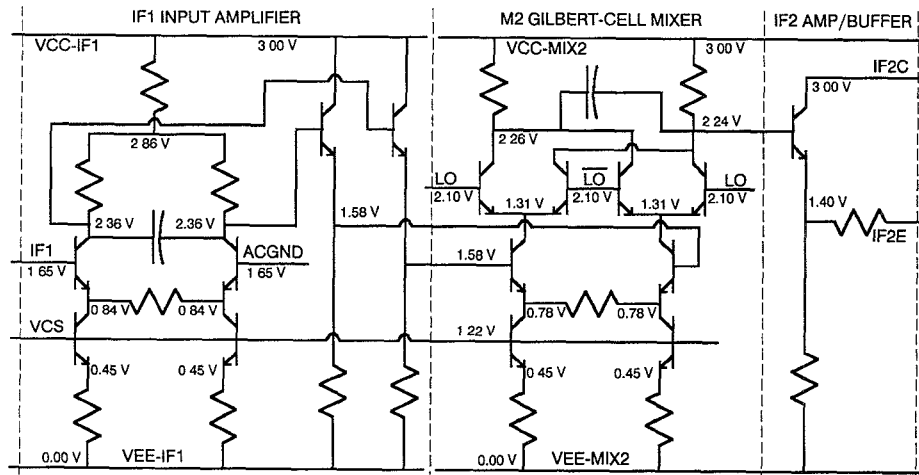 IF1 INPUT AMPLIFIER
M2 GILBERT-CELL MIXER
IF2 AMP/BUFFER
VCC-IF1
3 00 V
VCC-MIX2
3 00 V
IF2C
3 00 V
2 86 V
2 26 V
2 24 V
LO
2.10 V
LO
2.10 V
2.10 V
LO
2.10 V
1.31 V
1.31 V
2 36 V
2.36 V
1.58 V
1.40 V
IF2E
IF1
1 65 V
ACGND
1 65 V
1.58 V
0 84 V
0 84 V
0.78 V
0.78 V
VCS
1 22 V
0.45 V
0 45 V
0 45 V
0.45 V
0.00 V
VEE-IF1
0.00 V
VEE-MIX2